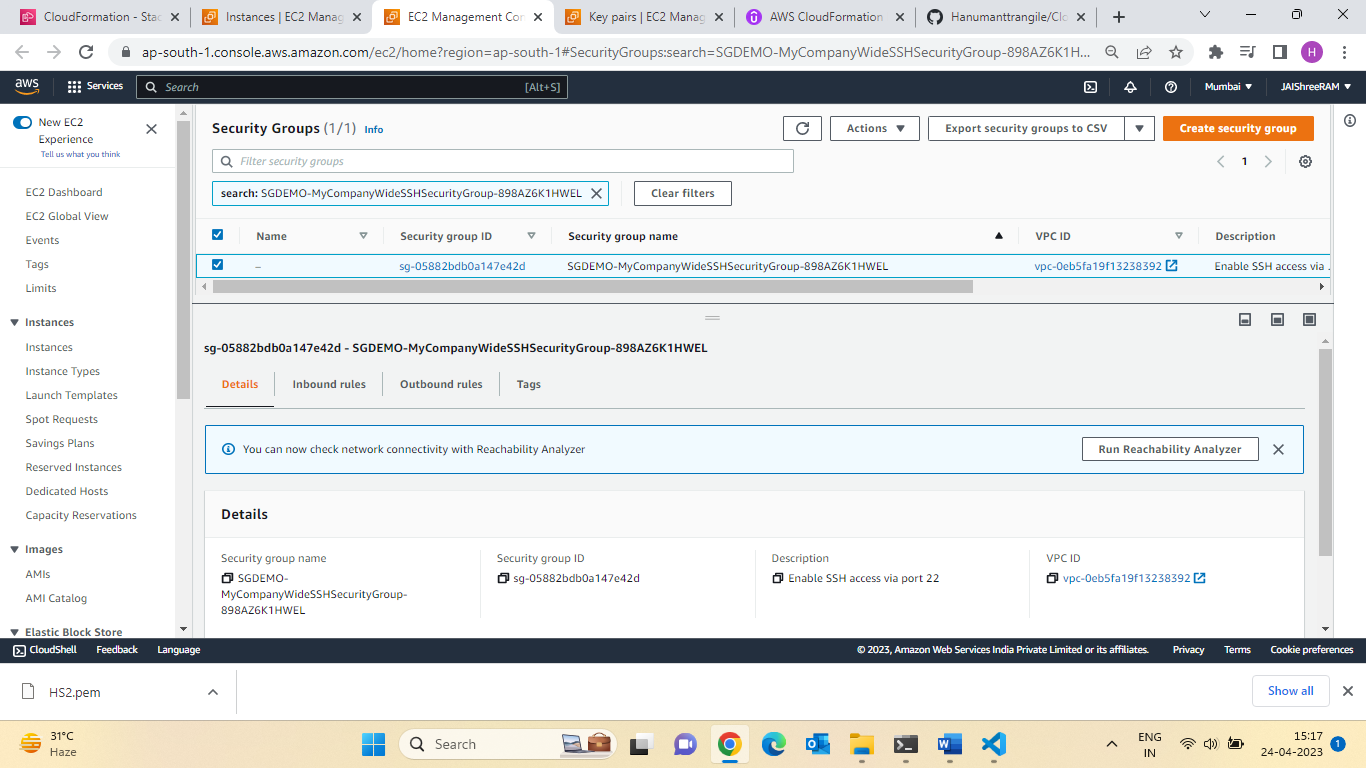 CloudFormation - Stac
Instances | EC2 Manag
EC2 Management Con
Key pairs | EC2 Manag
AWS CloudFormation
Hanumanttrangile/Clo
ap-south-1.console.aws.amazon.com/ec2/home?region=ap-south-1#SecurityGroups:search=SGDEMO-MyCompanyWideSSHSecurityGroup-898AZ6K1H...
H
aws
Services
Search
[Alt+S]
Mumbai
JAIShreeRAM
New EC2
Experience
Tell us what you think
EC2 Dashboard
EC2 Global View
Events
Tags
Limits
Instances
Instances
Instance Types
Launch Templates
Spot Requests
Savings Plans
Reserved Instances
Dedicated Hosts
Capacity Reservations
Images
AMIs
AMI Catalog
Elastic Block Store
Security Groups (1/1) Info
Actions
Export security groups to CSV
Create security group
Filter security groups
1
search: SGDEMO-MyCompanyWideSSHSecurityGroup-898AZ6K1HWEL
Clear filters
Name
Security group ID
Security group name
VPC ID
Description
–
sg-05882bdb0a147e42d
SGDEMO-MyCompanyWideSSHSecurityGroup-898AZ6K1HWEL
vpc-0eb5fa19f13238392
Enable SSH access via .
sg-05882bdb0a147e42d - SGDEMO-MyCompanyWideSSHSecurityGroup-898AZ6K1HWEL
Details
Inbound rules
Outbound rules
Tags
You can now check network connectivity with Reachability Analyzer
Run Reachability Analyzer
Details
Security group name
SGDEMO-
MyCompanyWideSSHSecurityGroup-
898AZ6K1HWEL
Security group ID
sg-05882bdb0a147e42d
Description
Enable SSH access via port 22
VPC ID
vpc-0eb5fa19f13238392
CloudShell
Feedback
Language
© 2023, Amazon Web Services India Private Limited or its affiliates.
Privacy
Terms
Cookie preferences
HS2.pem
Show all
31°C
Haze
Search
ENG
IN
15:17
24-04-2023
1